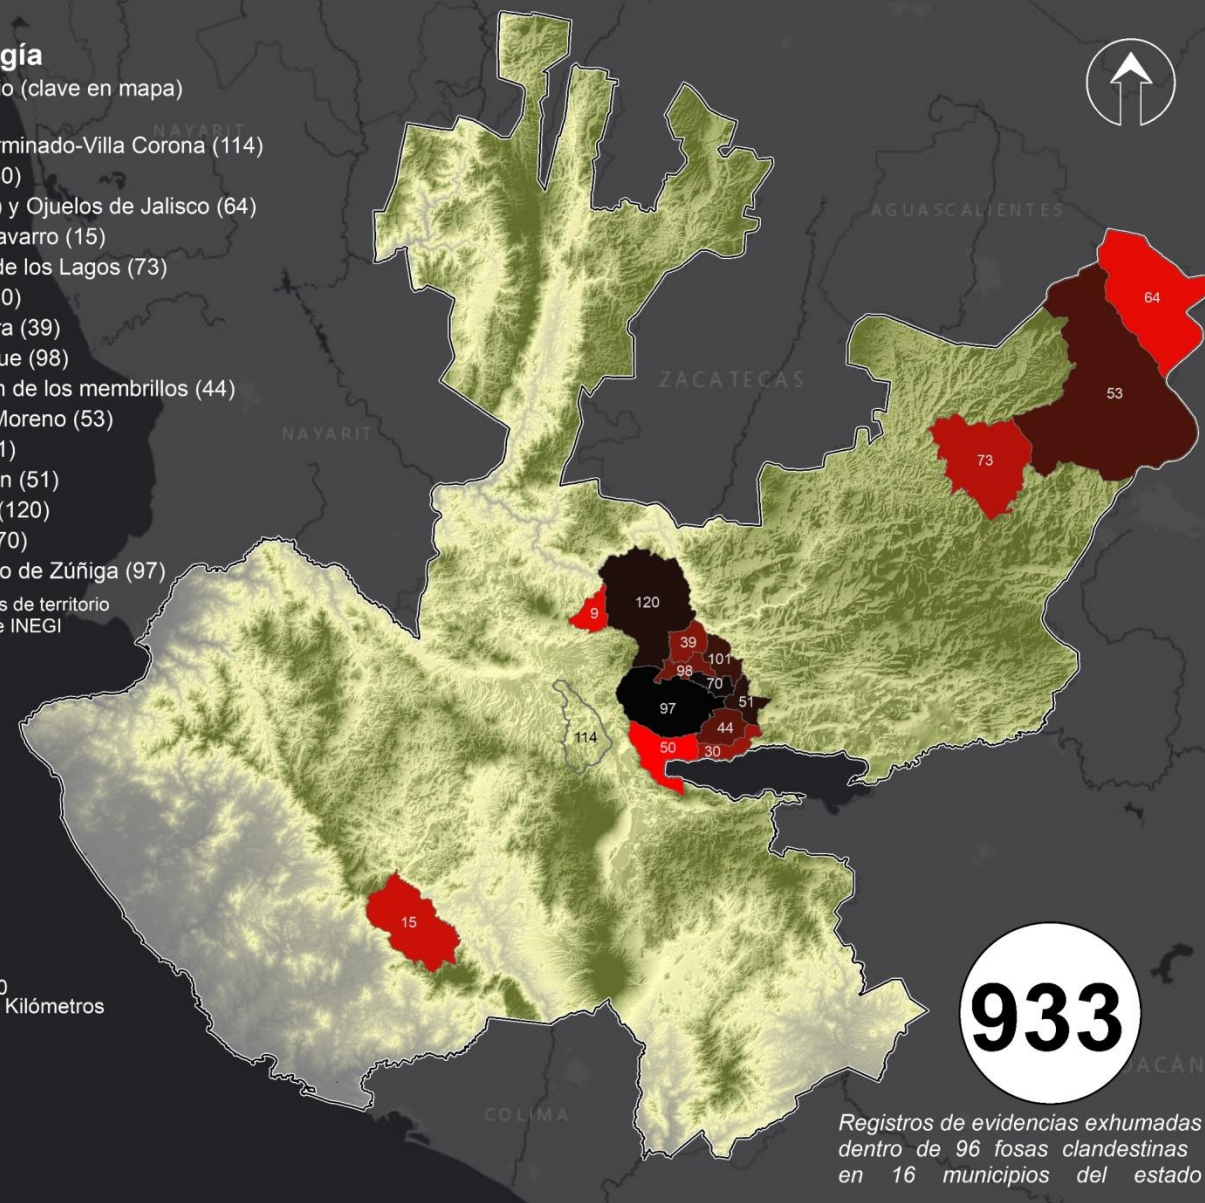 gía
io (clave en mapa)
rminado-Villa Corona (114)
0)
) y Ojuelos de Jalisco (64)
avarro (15)
de los Lagos (73)
0)
ra (39)
ue (98)
n de los membrillos (44)
Moreno (53)
1)
n (51)
(120)
70)
o de Zúñiga (97)
s de territorio
e INEGI
0
Kilómetros
NAYARIT
AGUASCALIENTES
ZACATECAS
NAYARIT
64
53
73
120
9
39
101
98
70
51
97
44
114
50
30
15
COLIMA
OACÁN
933
Registros de evidencias exhumadas
dentro de 96 fosas clandestinas
en 16 municipios del estado